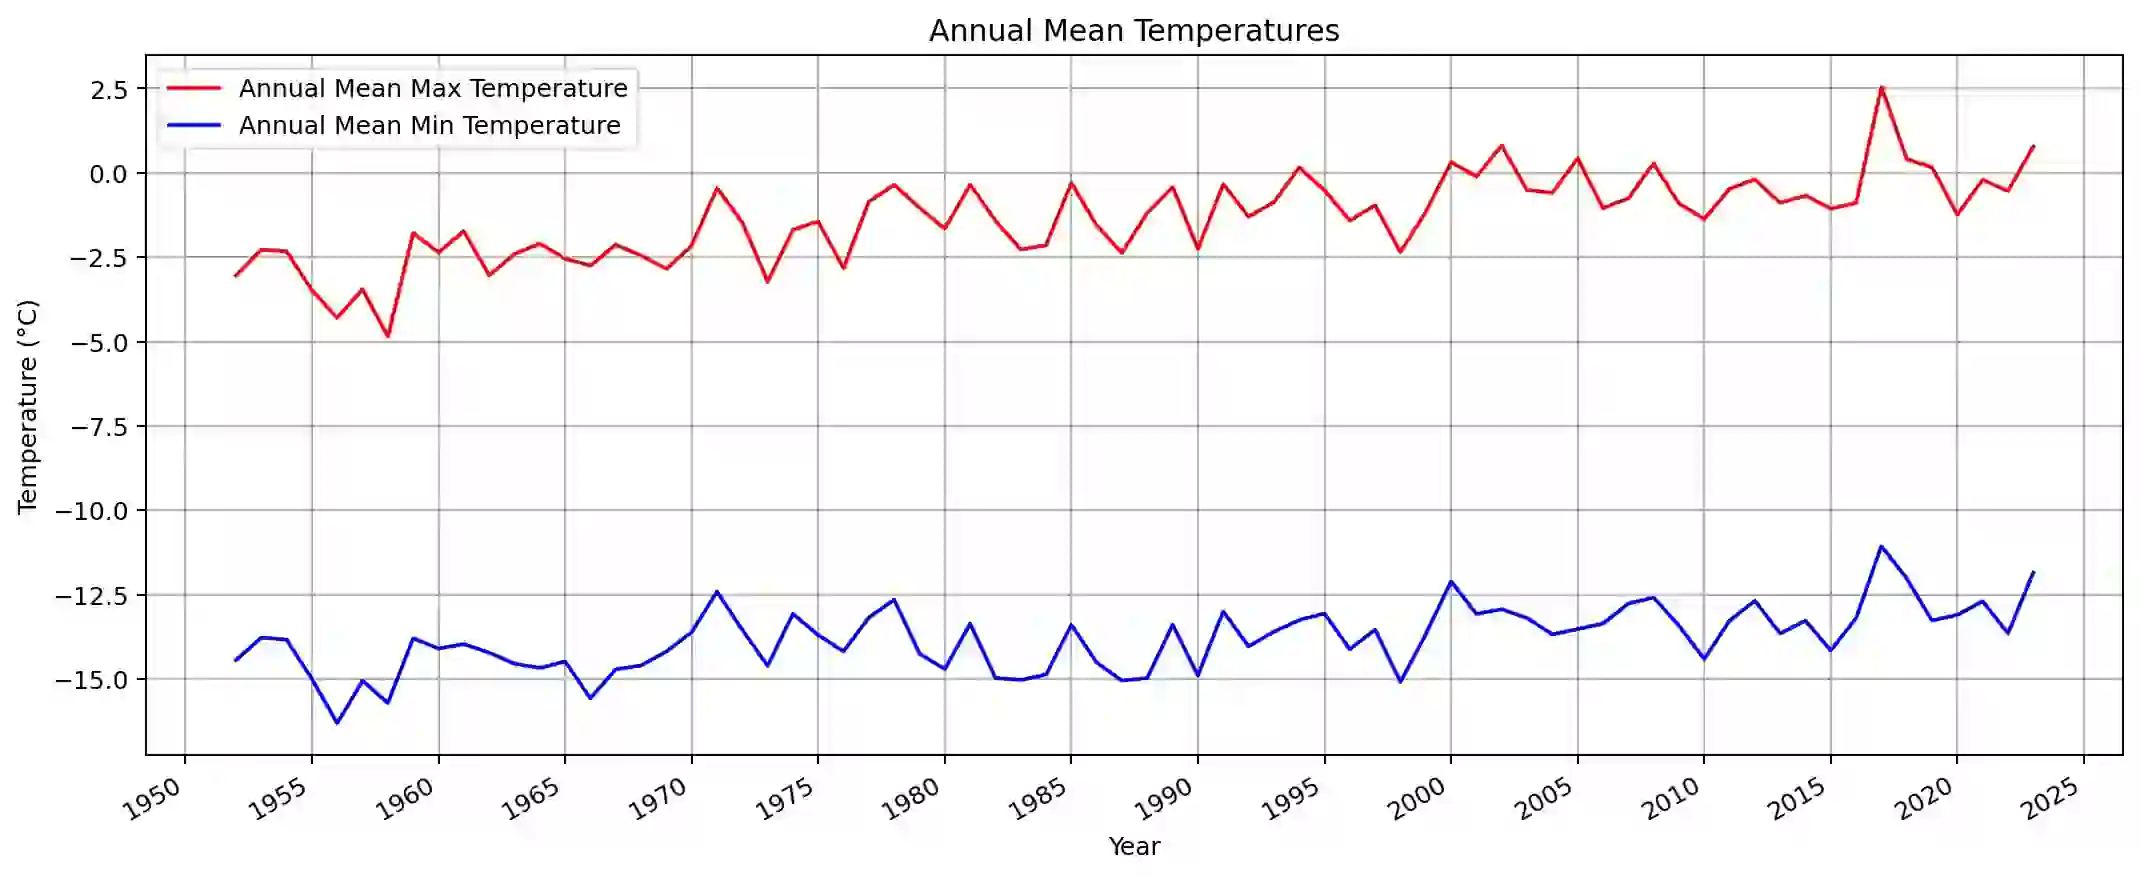 Annual Mean Temperatures
Annual Mean Max Temperature
Annual Mean Min Temperature
2.5
0.0
−2.5
−5.0
−7.5
−10.0
−12.5
−15.0
Temperature (°C)
1950 1955 1960 1965 1970 1975 1980 1985 1990 1995 2000 2005 2010 2015 2020 2025
Year